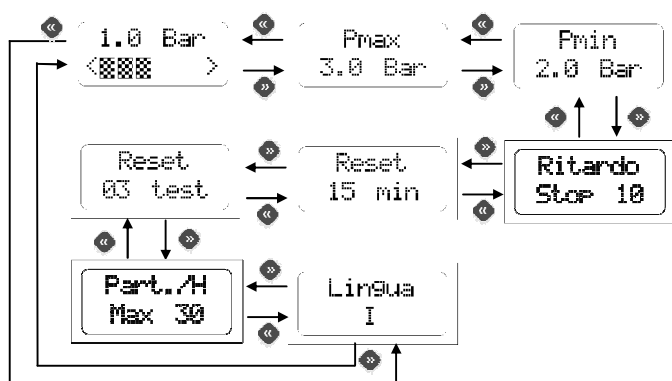 1.0 Bar
< >
Pmax
3.0 Bar
Pmin
2.0 Bar
Reset
03 test
Reset
15 min
Ritardo
Stop 10
Part./H
Max 30
Lingua
I